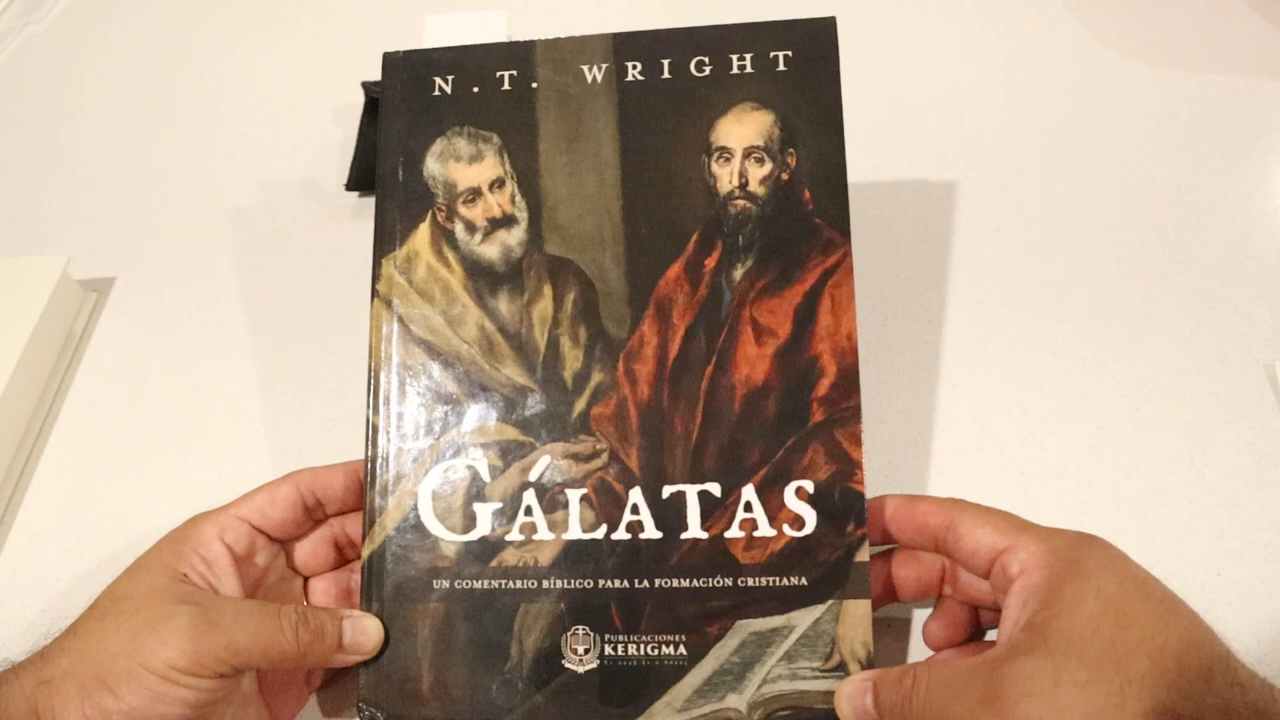 N. T. WRIGHT
GÁLATAS
UN COMENTARIO BÍBLICO PARA LA FORMACIÓN CRISTIANA
PUBLICACIONES
KERIGMA